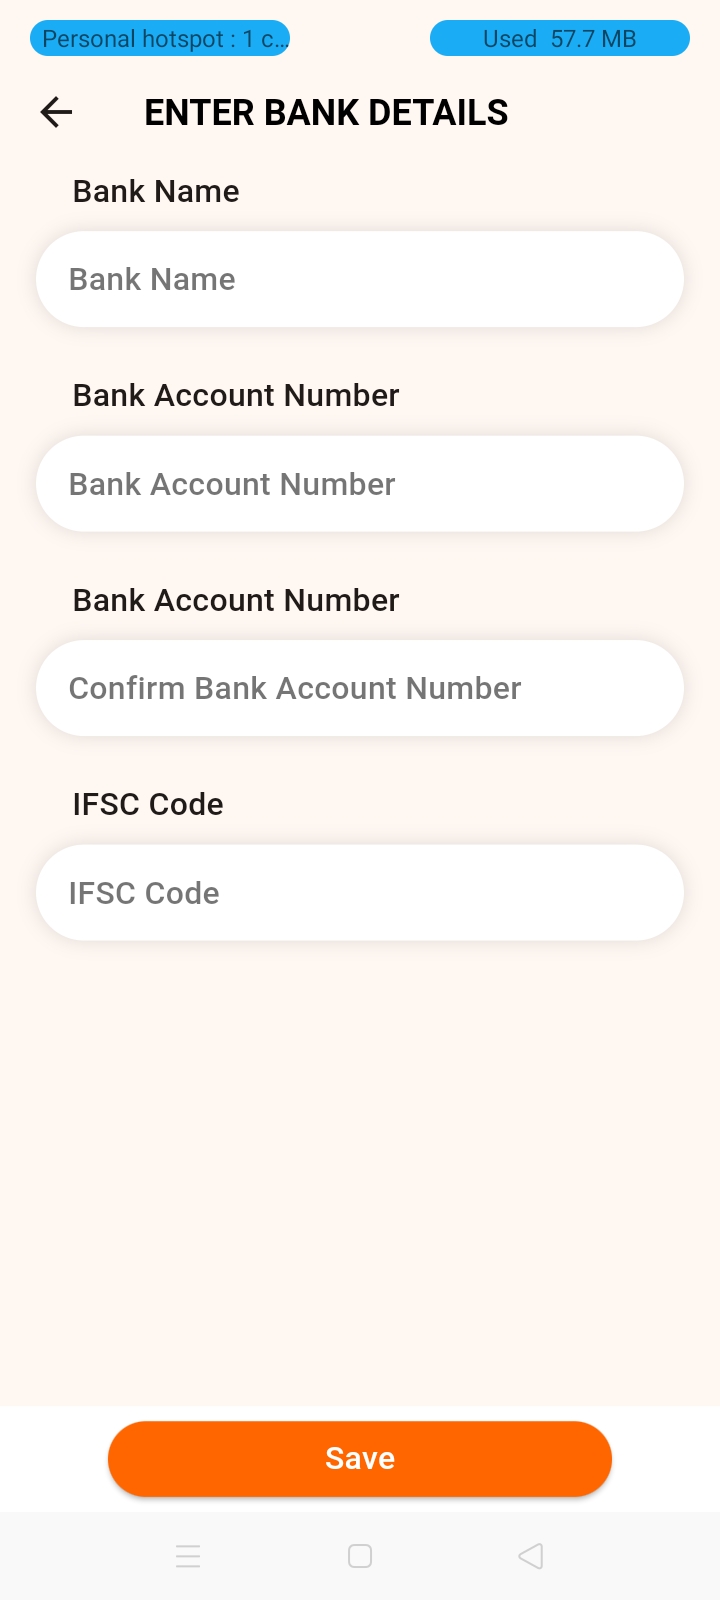 Personal hotspot : 1 c...
Used 57.7 MB
ENTER BANK DETAILS
Bank Name
Bank Name
Bank Account Number
Bank Account Number
Bank Account Number
Confirm Bank Account Number
IFSC Code
IFSC Code
Save